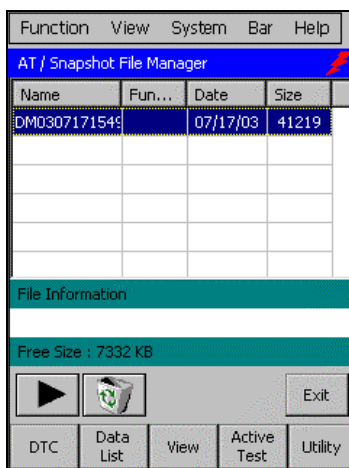 Function View System Bar Help
AT / Snapshot File Manager
Name Fun... Date Size
DM0307171549 07/17/03 41219
File Information
Free Size : 7332 KB
Exit
DTC Data List View Active Test Utility